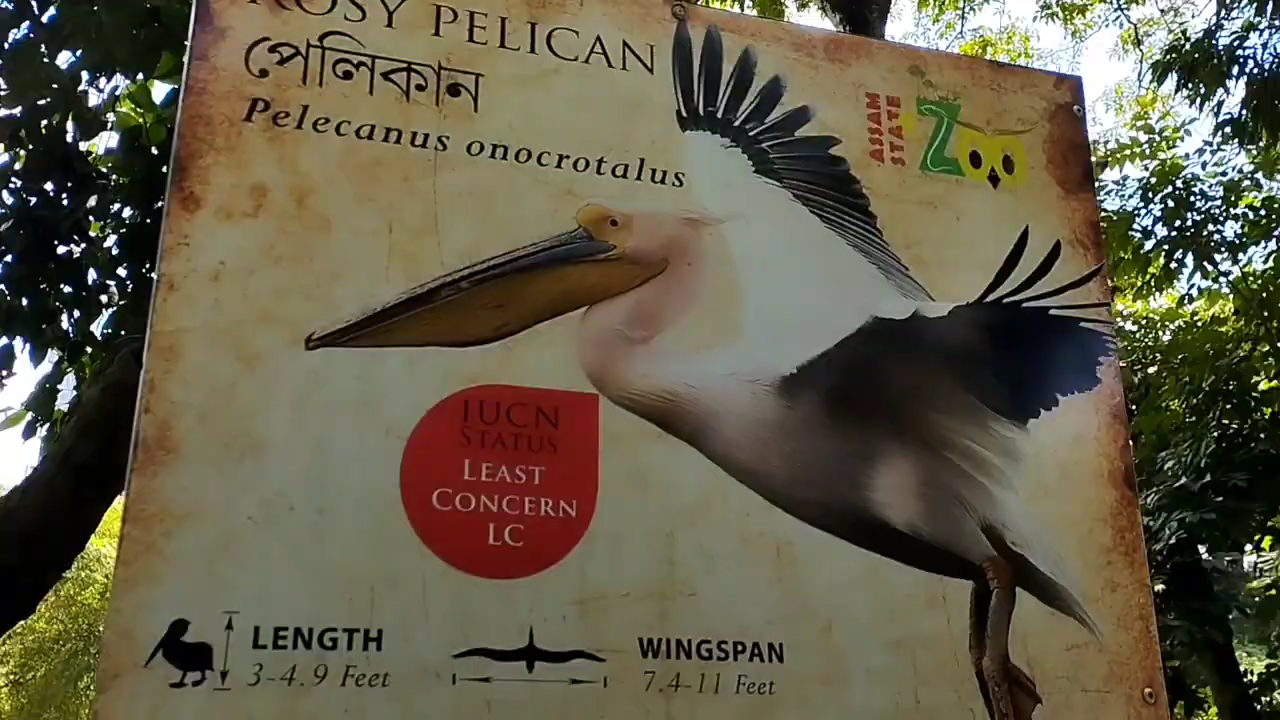 ROSY PELICAN
পেলিকান
Pelecanus onocrotalus
ASSAM
STATE
ZOO
IUCN
STATUS
LEAST
CONCERN
LC
LENGTH
3-4.9 Feet
WINGSPAN
7.4-11 Feet